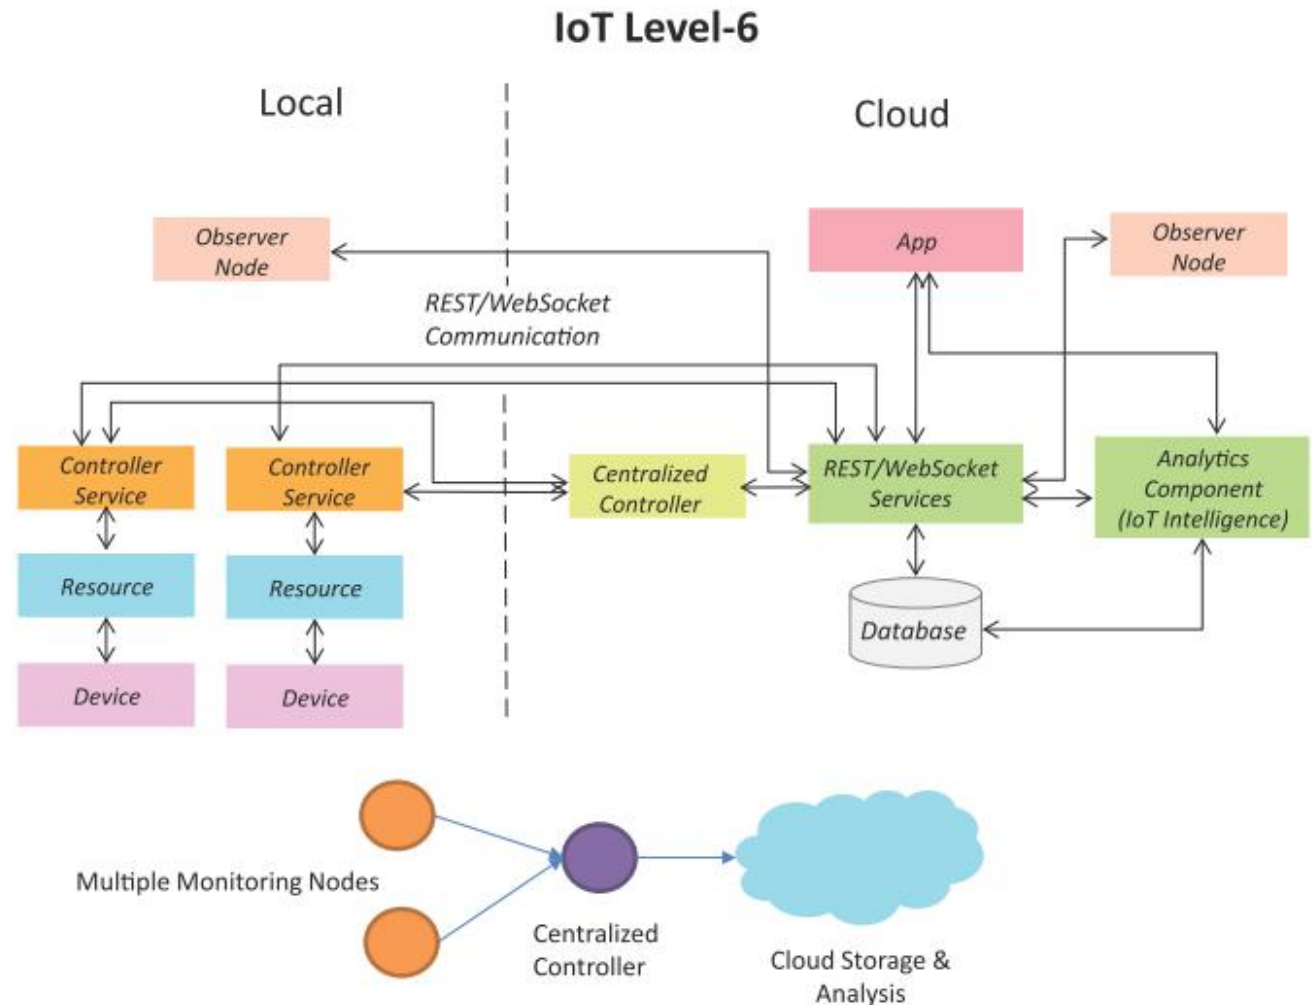 IoT Level-6
Local
Cloud
Observer
Node
App
Observer
Node
REST/WebSocket
Communication
Controller
Service
Controller
Service
Centralized
Controller
REST/WebSocket
Services
Analytics
Component
(IoT Intelligence)
Resource
Resource
Database
Device
Device
Multiple Monitoring Nodes
Centralized
Controller
Cloud Storage &
Analysis